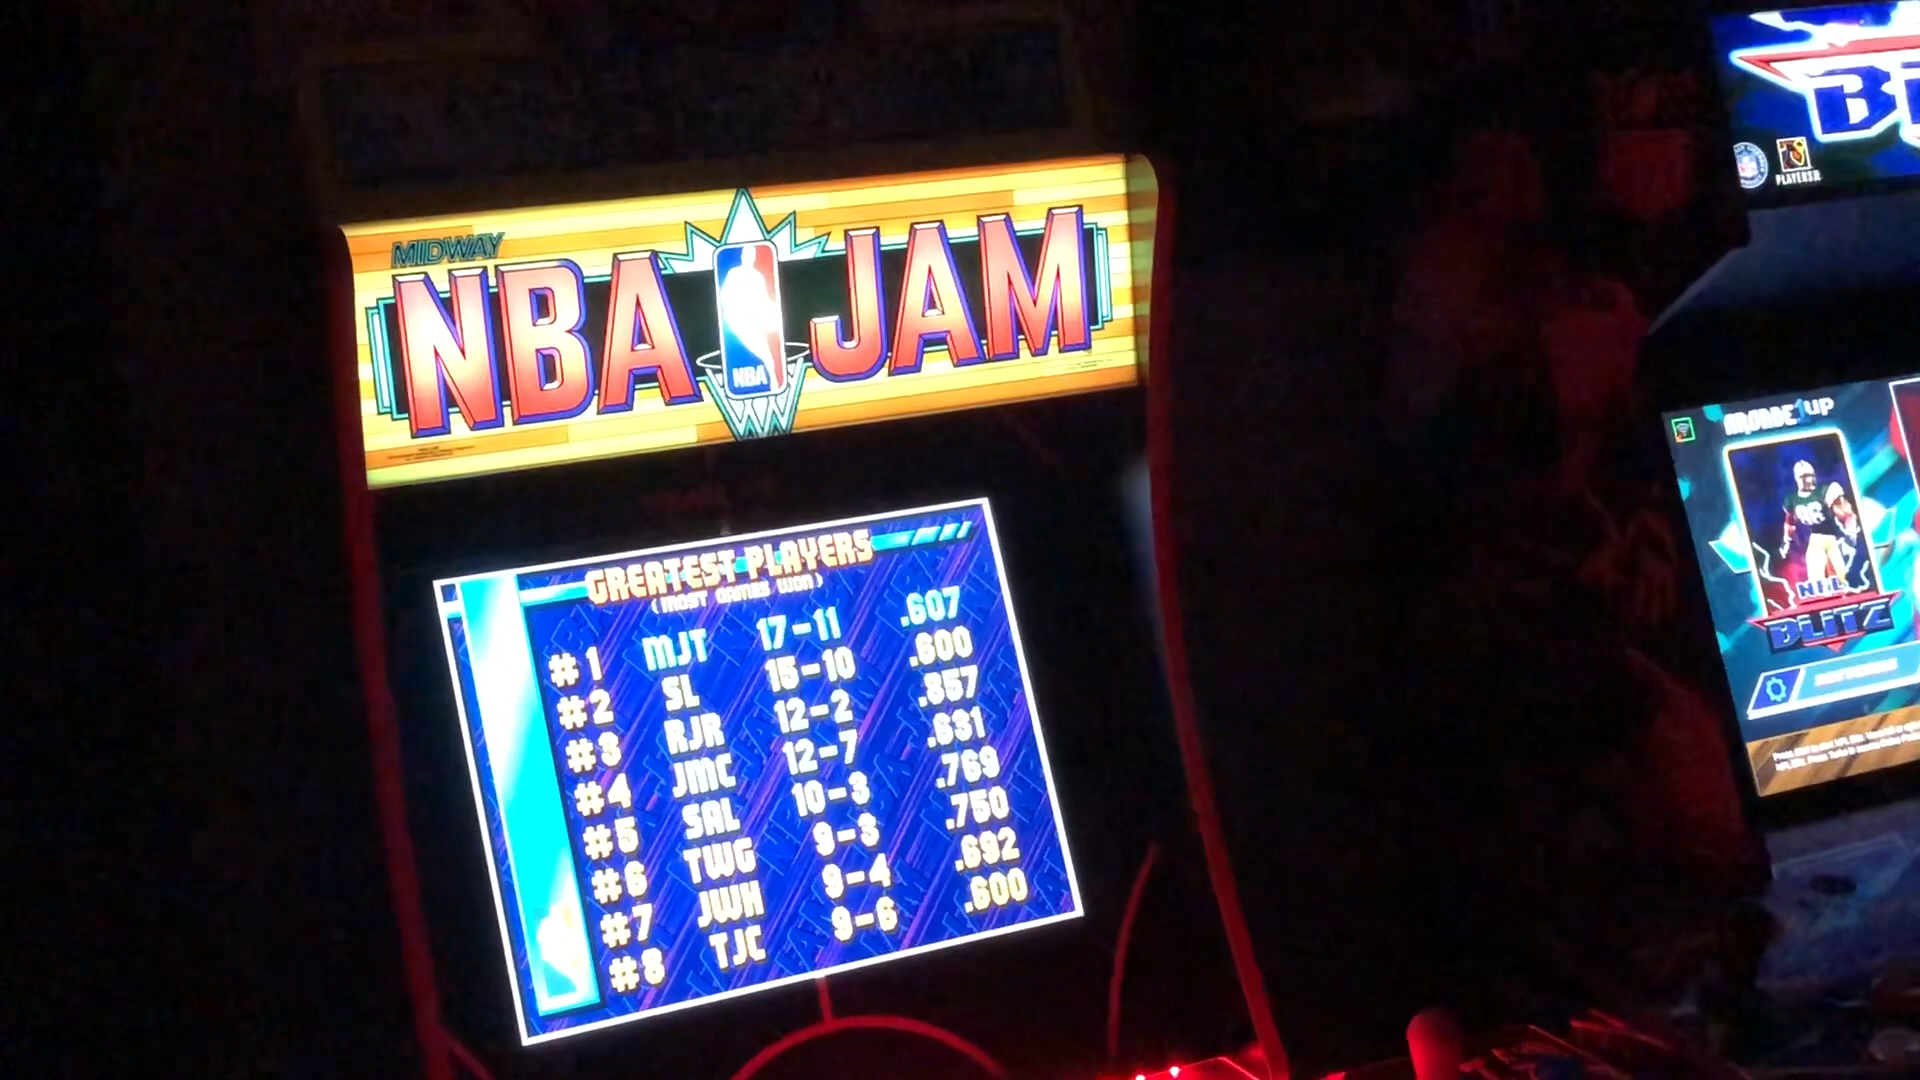 MIDWAY
NBA JAM
NBA
GREATEST PLAYERS
(MOST GAMES WON)
#1 MJT 17-11 .607
#2 SL 15-10 .600
#3 RJR 12-2 .857
#4 JMC 12-7 .631
#5 SAL 10-3 .769
#6 TWG 9-3 .750
#7 JWH 9-4 .692
#8 TJC 9-6 .600
PLAYERS
ARCADE1UP
NFL
BLITZ